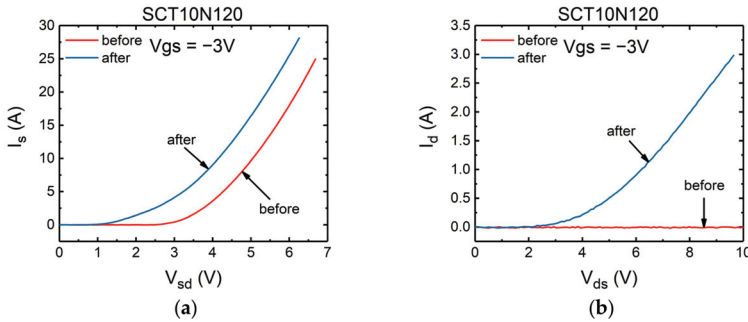 SCT10N120
before
after
Vgs = −3V
after
before
30
25
20
15
10
5
0
0 1 2 3 4 5 6 7
Is (A)
Vsd (V)
(a)
SCT10N120
before
after
Vgs = −3V
after
before
3.5
3.0
2.5
2.0
1.5
1.0
0.5
0.0
0 2 4 6 8 10
Id (A)
Vds (V)
(b)